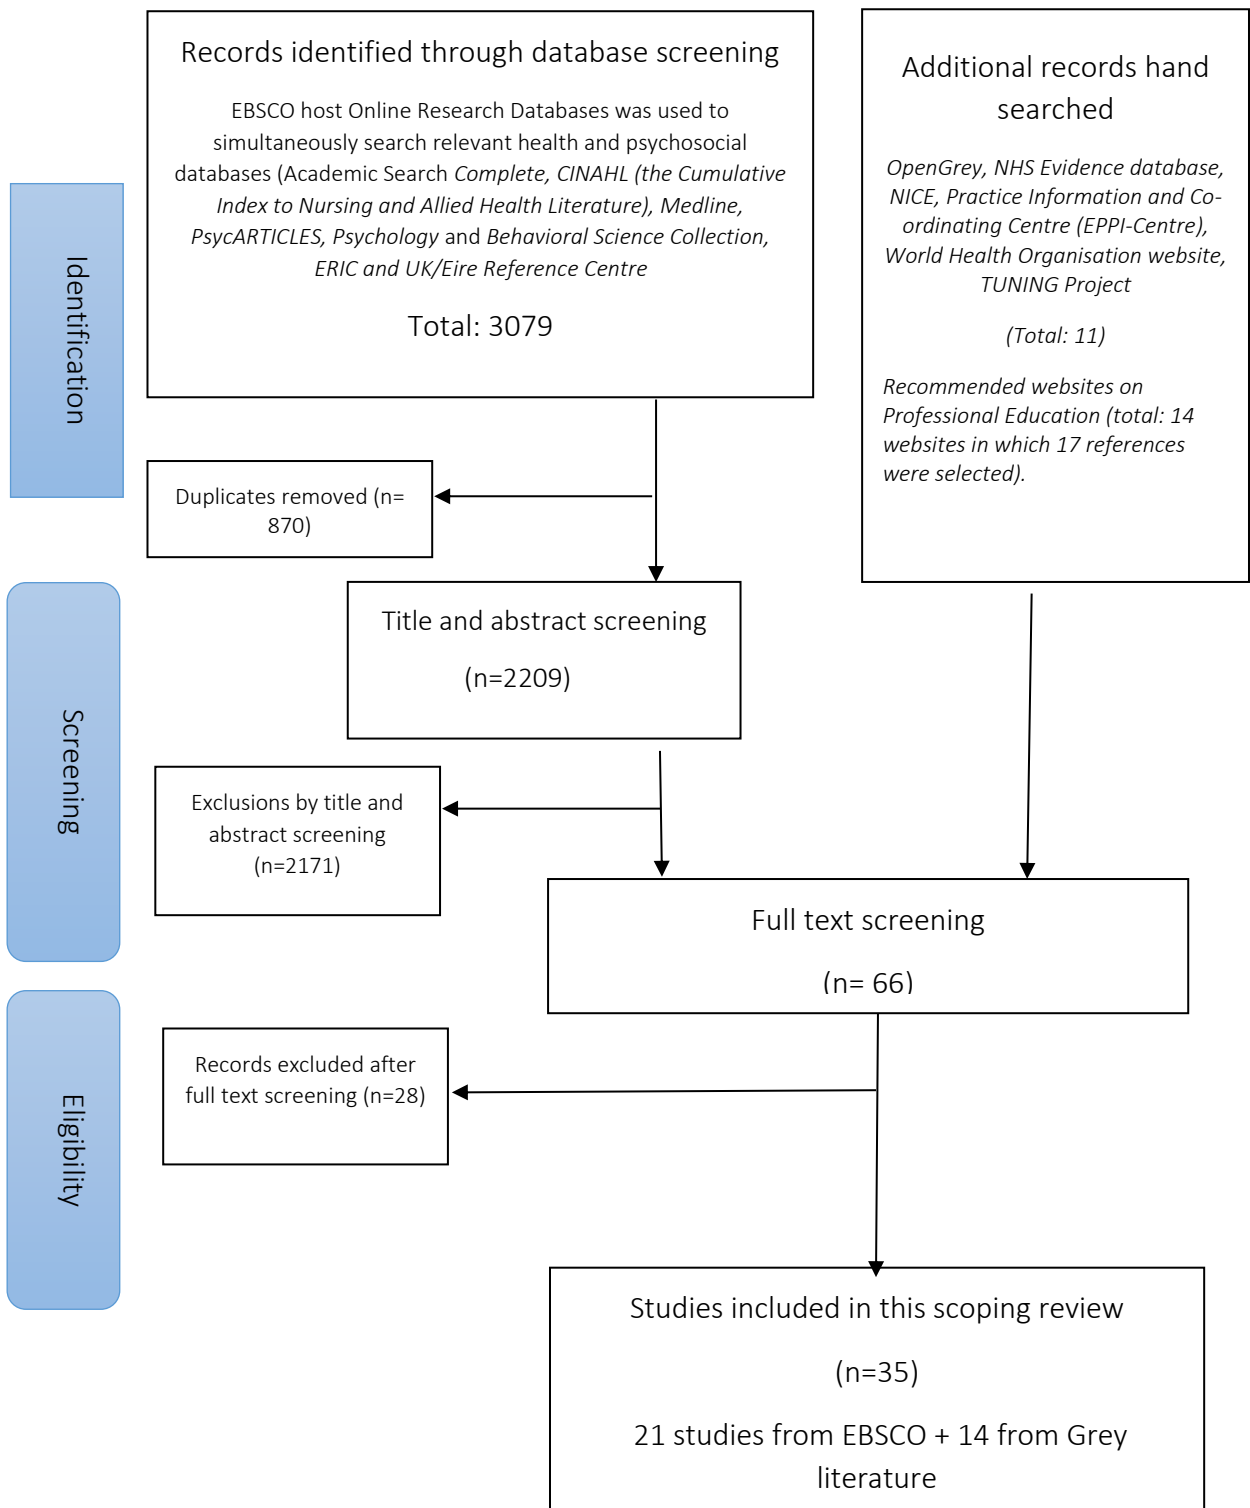 Records identified through database screening
EBSCO host Online Research Databases was used to
simultaneously search relevant health and psychosocial
databases (Academic Search Complete, CINAHL (the Cumulative
Index to Nursing and Allied Health Literature), Medline,
PsycARTICLES, Psychology and Behavioral Science Collection,
ERIC and UK/Eire Reference Centre
Total: 3079
Additional records hand
searched
OpenGrey, NHS Evidence database,
NICE, Practice Information and Co-
ordinating Centre (EPPI-Centre),
World Health Organisation website,
TUNING Project
(Total: 11)
Recommended websites on
Professional Education (total: 14
websites in which 17 references
were selected).
Identification
Duplicates removed (n=
870)
Title and abstract screening
(n=2209)
Screening
Exclusions by title and
abstract screening
(n=2171)
Full text screening
(n= 66)
Eligibility
Records excluded after
full text screening (n=28)
Studies included in this scoping review
(n=35)
21 studies from EBSCO + 14 from Grey
literature